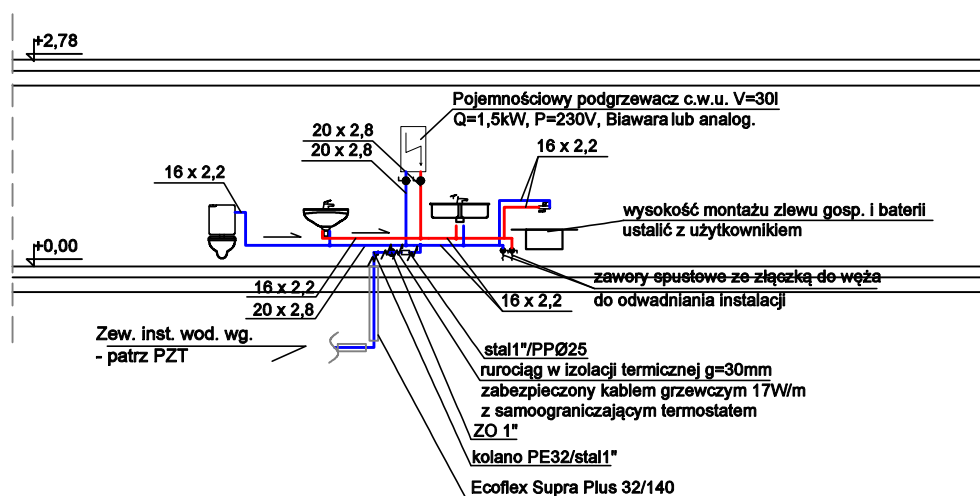 +2,78
Pojemnościowy podgrzewacz c.w.u. V=30l
Q=1,5kW, P=230V, Biawara lub analog.
20 x 2,8
20 x 2,8
16 x 2,2
16 x 2,2
wysokość montażu zlewu gosp. i baterii
ustalić z użytkownikiem
+0,00
zawory spustowe ze złączką do węża
do odwadniania instalacji
16 x 2,2
20 x 2,8
16 x 2,2
Zew. inst. wod. wg.
- patrz PZT
stal1"/PPØ25
rurociąg w izolacji termicznej g=30mm
zabezpieczony kablem grzewczym 17W/m
z samoograniczającym termostatem
ZO 1"
kolano PE32/stal1"
Ecoflex Supra Plus 32/140